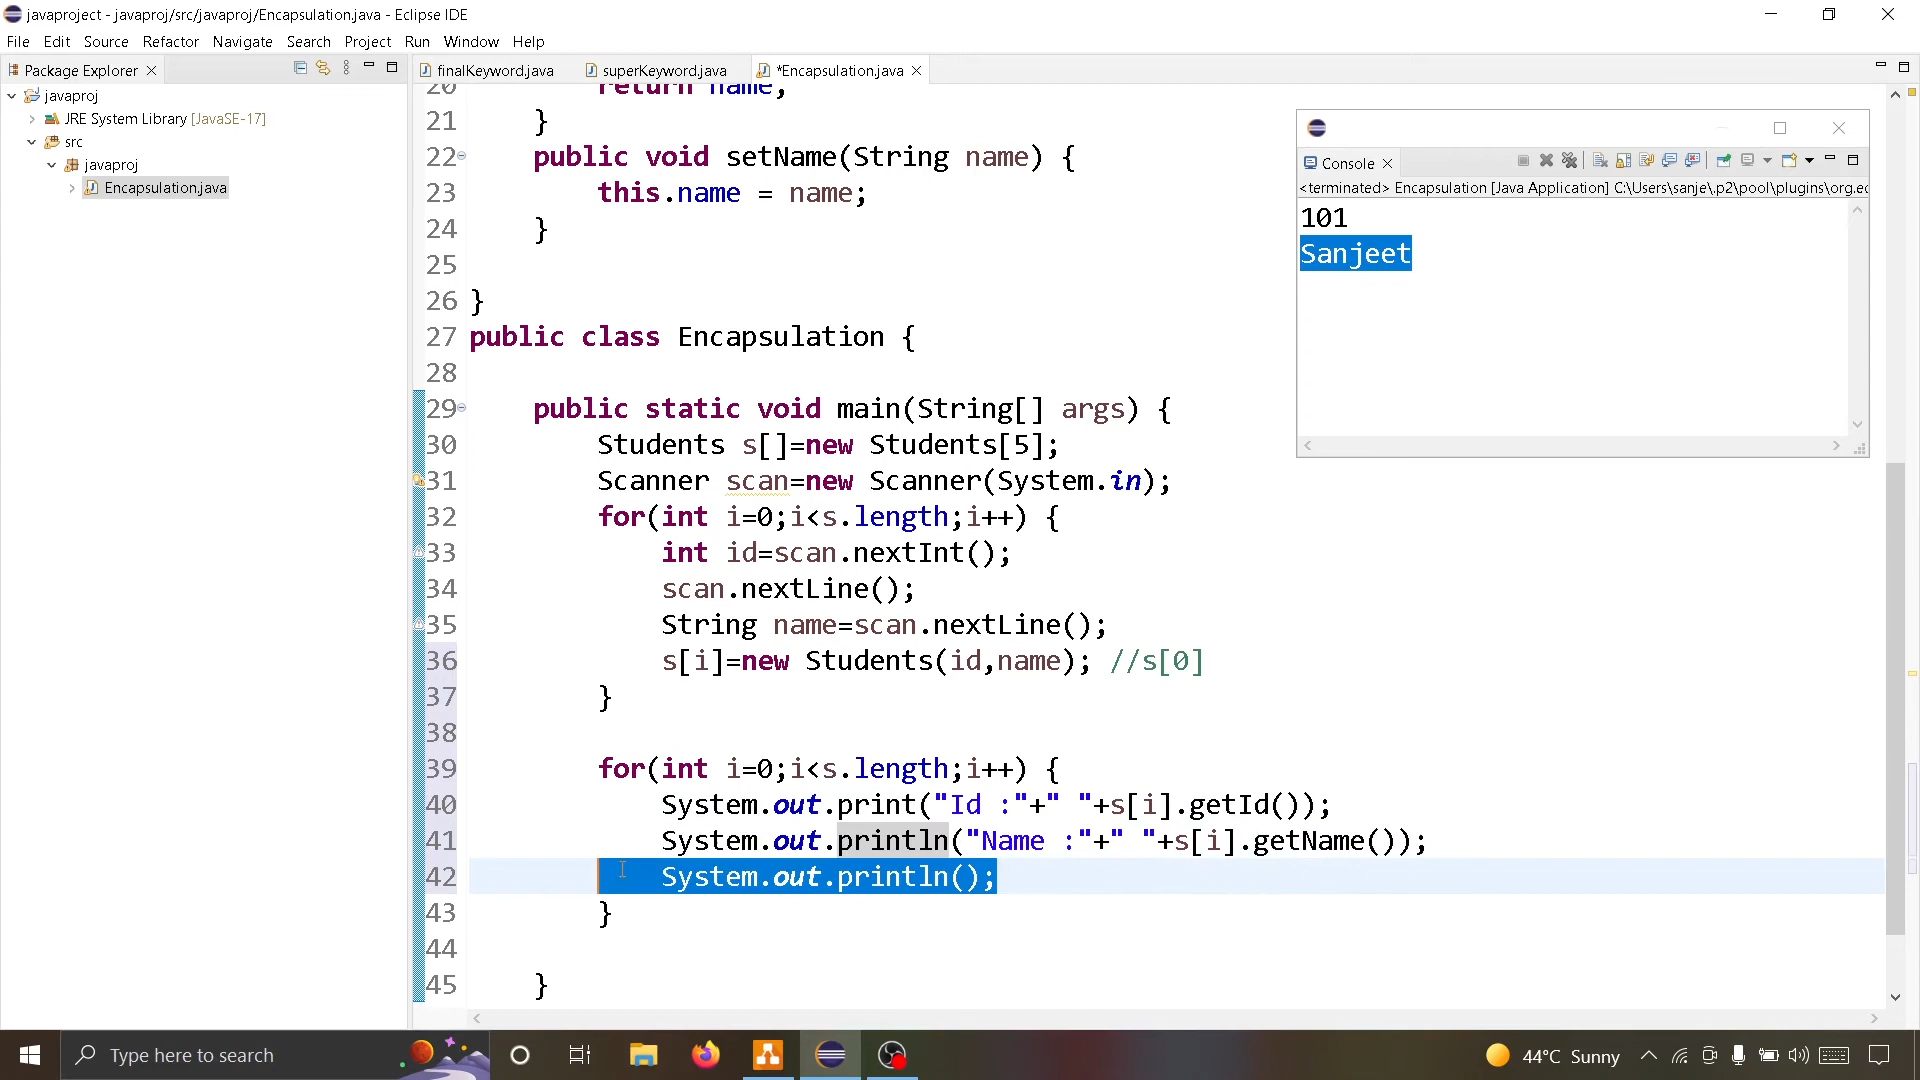 javaproject - javaproj/src/javaproj/Encapsulation.java - Eclipse IDE
File Edit Source Refactor Navigate Search Project Run Window Help
Package Explorer
finalKeyword.java superKeyword.java *Encapsulation.java
javaproj
JRE System Library [JavaSE-17]
src
javaproj
Encapsulation.java
20 return name;
21 }
22 public void setName(String name) {
23 this.name = name;
24 }
25
26 }
27 public class Encapsulation {
28
29 public static void main(String[] args) {
30 Students s[]=new Students[5];
31 Scanner scan=new Scanner(System.in);
32 for(int i=0;i<s.length;i++) {
33 int id=scan.nextInt();
34 scan.nextLine();
35 String name=scan.nextLine();
36 s[i]=new Students(id,name); //s[0]
37 }
38
39 for(int i=0;i<s.length;i++) {
40 System.out.print("Id :"+" "+s[i].getId());
41 System.out.println("Name :"+" "+s[i].getName());
42 System.out.println();
43 }
44
45 }
Console
<terminated> Encapsulation [Java Application] C:\Users\sanje\.p2\pool\plugins\org.ec
101
Sanjeet
Type here to search
44°C Sunny